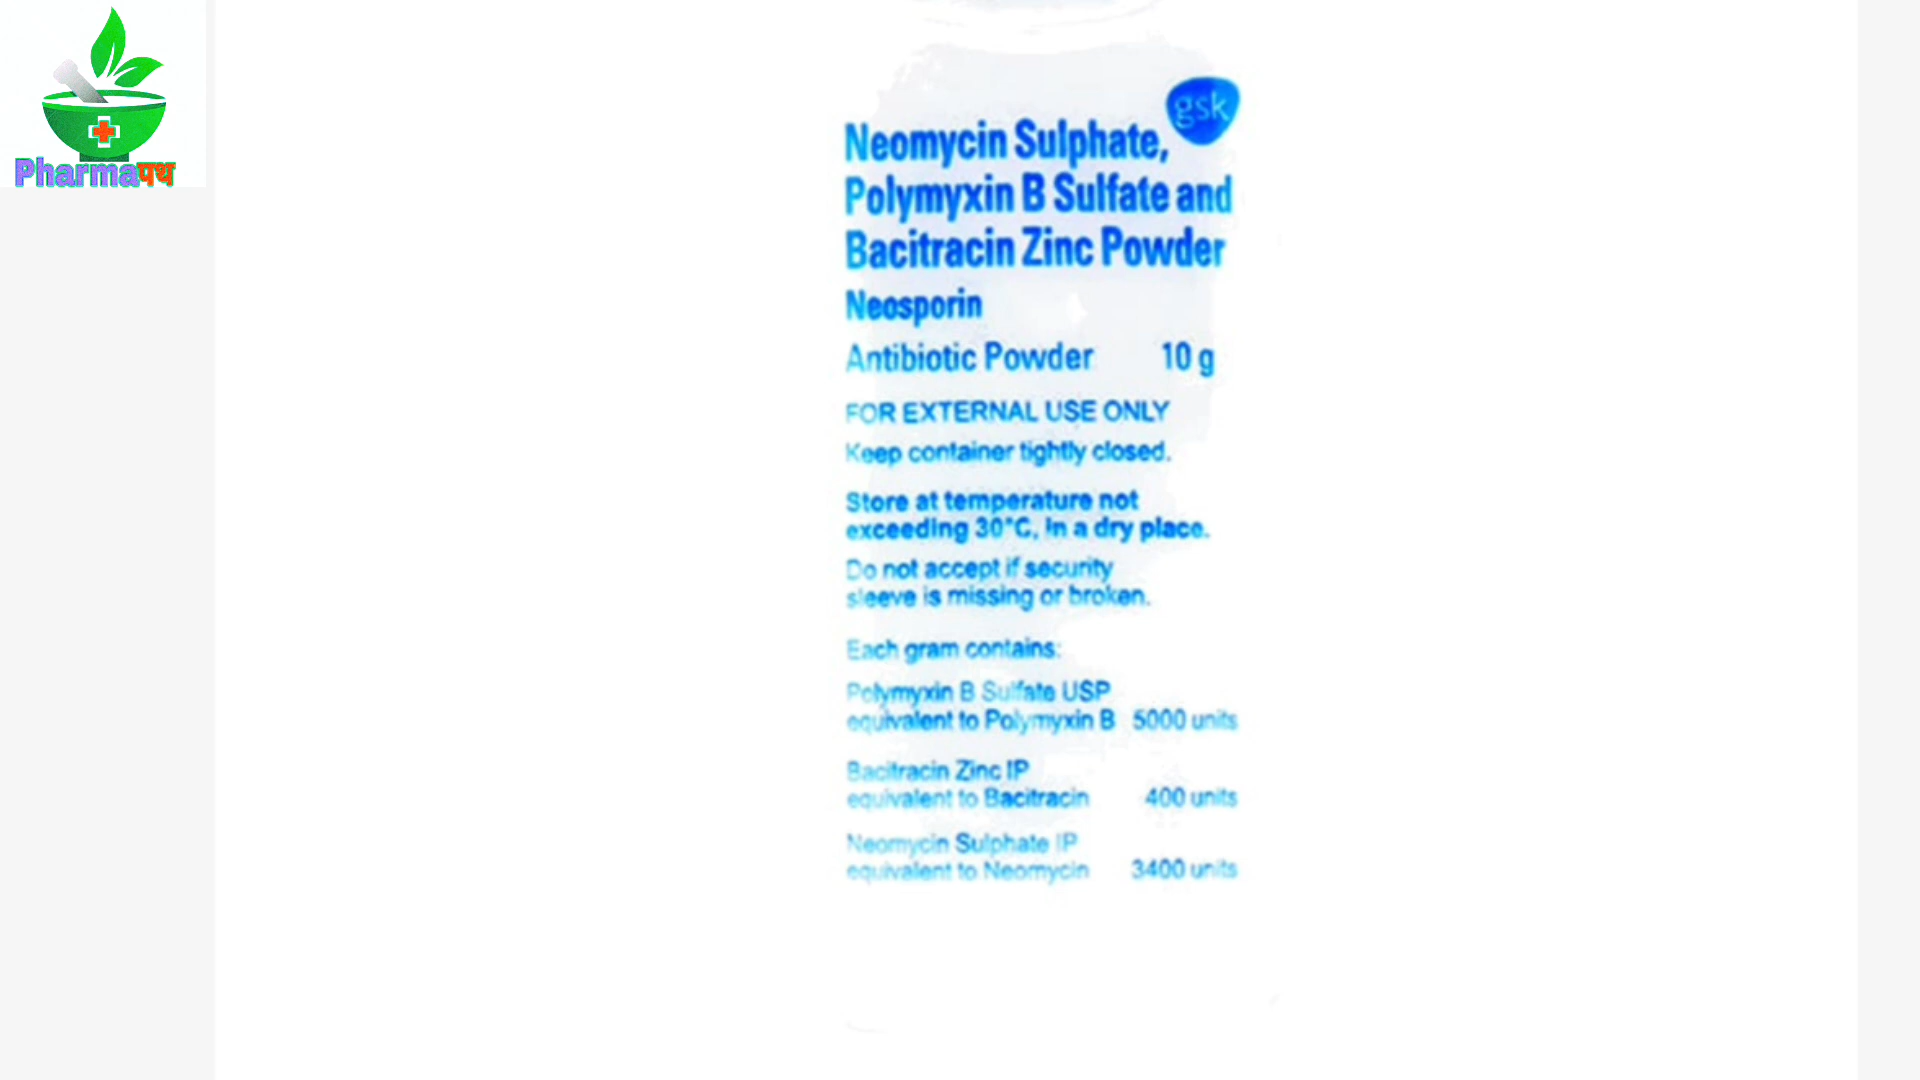 Pharmaपथ
gsk
Neomycin Sulphate,
Polymyxin B Sulfate and
Bacitracin Zinc Powder
Neosporin
Antibiotic Powder 10 g
FOR EXTERNAL USE ONLY
Keep container tightly closed.
Store at temperature not
exceeding 30°C, in a dry place.
Do not accept if security
sleeve is missing or broken.
Each gram contains:
Polymyxin B Sulfate USP
equivalent to Polymyxin B 5000 units
Bacitracin Zinc IP
equivalent to Bacitracin 400 units
Neomycin Sulphate IP
equivalent to Neomycin 3400 units